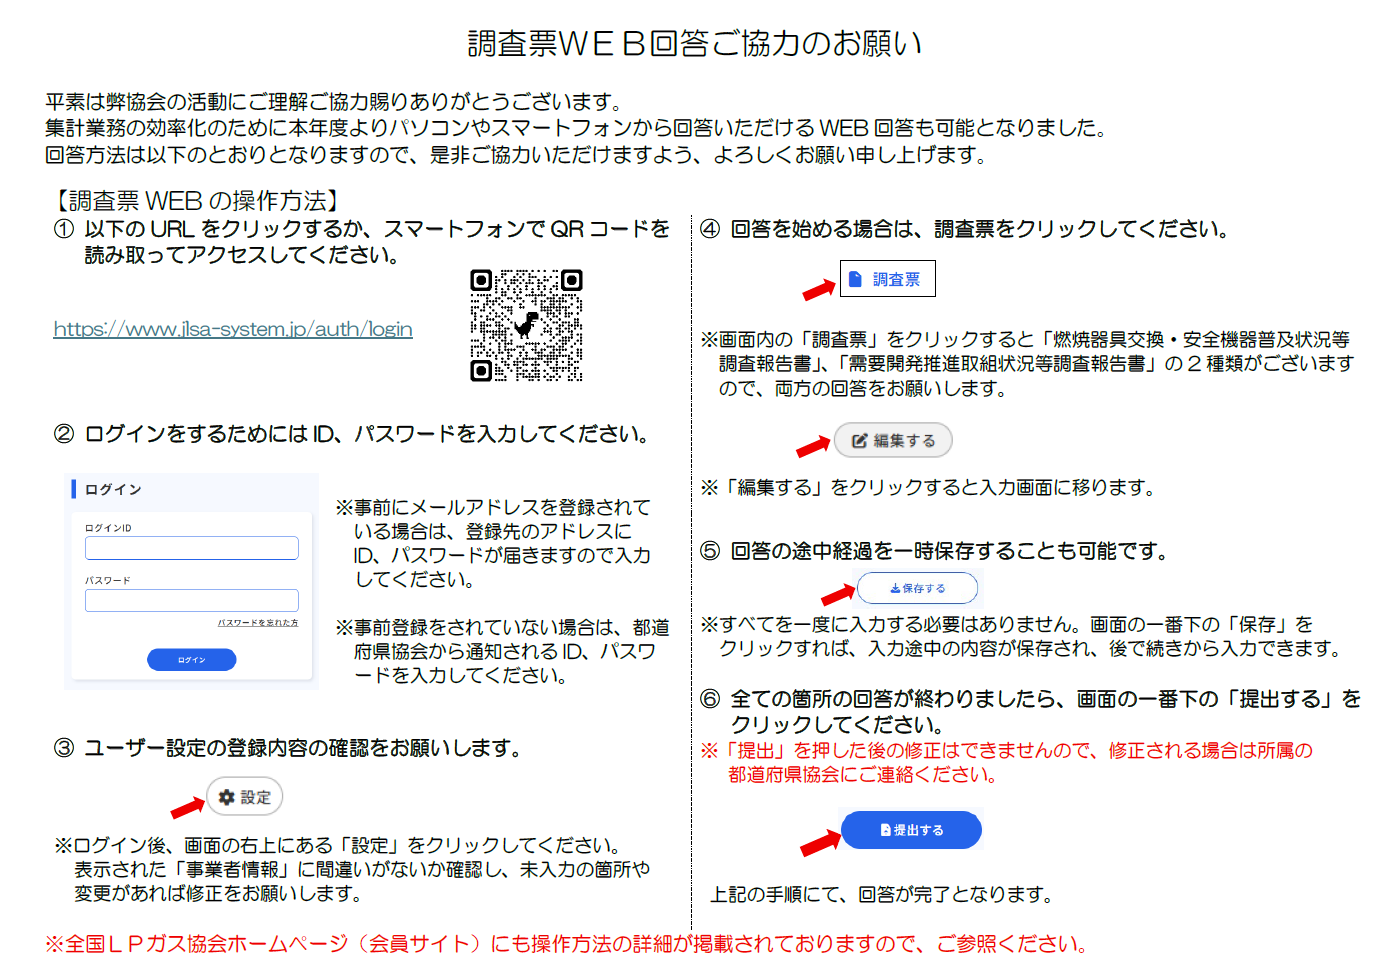 調査票ＷＥＢ回答ご協力のお願い
平素は弊協会の活動にご理解ご協力賜りありがとうございます。
集計業務の効率化のために本年度よりパソコンやスマートフォンから回答いただける WEB 回答も可能となりました。
回答方法は以下のとおりとなりますので、是非ご協力いただけますよう、よろしくお願い申し上げます。
【調査票 WEB の操作方法】
① 以下の URL をクリックするか、スマートフォンで QR コードを
読み取ってアクセスしてください。
https://www.jlsa-system.jp/auth/login
② ログインをするためには ID、パスワードを入力してください。
ログイン
ログインID
パスワード
パスワードを忘れた方
ログイン
※事前にメールアドレスを登録されて
いる場合は、登録先のアドレスに
ID、パスワードが届きますので入力
してください。
※事前登録をされていない場合は、都道
府県協会から通知される ID、パスワ
ードを入力してください。
③ ユーザー設定の登録内容の確認をお願いします。
設定
※ログイン後、画面の右上にある「設定」をクリックしてください。
表示された「事業者情報」に間違いがないか確認し、未入力の箇所や
変更があれば修正をお願いします。
④ 回答を始める場合は、調査票をクリックしてください。
調査票
※画面内の「調査票」をクリックすると「燃焼器具交換・安全機器普及状況等
調査報告書」、「需要開発推進取組状況等調査報告書」の 2 種類がございます
ので、両方の回答をお願いします。
編集する
※「編集する」をクリックすると入力画面に移ります。
⑤ 回答の途中経過を一時保存することも可能です。
保存する
※すべてを一度に入力する必要はありません。画面の一番下の「保存」を
クリックすれば、入力途中の内容が保存され、後で続きから入力できます。
⑥ 全ての箇所の回答が終わりましたら、画面の一番下の「提出する」を
クリックしてください。
※「提出」を押した後の修正はできませんので、修正される場合は所属の
都道府県協会にご連絡ください。
提出する
上記の手順にて、回答が完了となります。
※全国ＬＰガス協会ホームページ（会員サイト）にも操作方法の詳細が掲載されておりますので、ご参照ください。